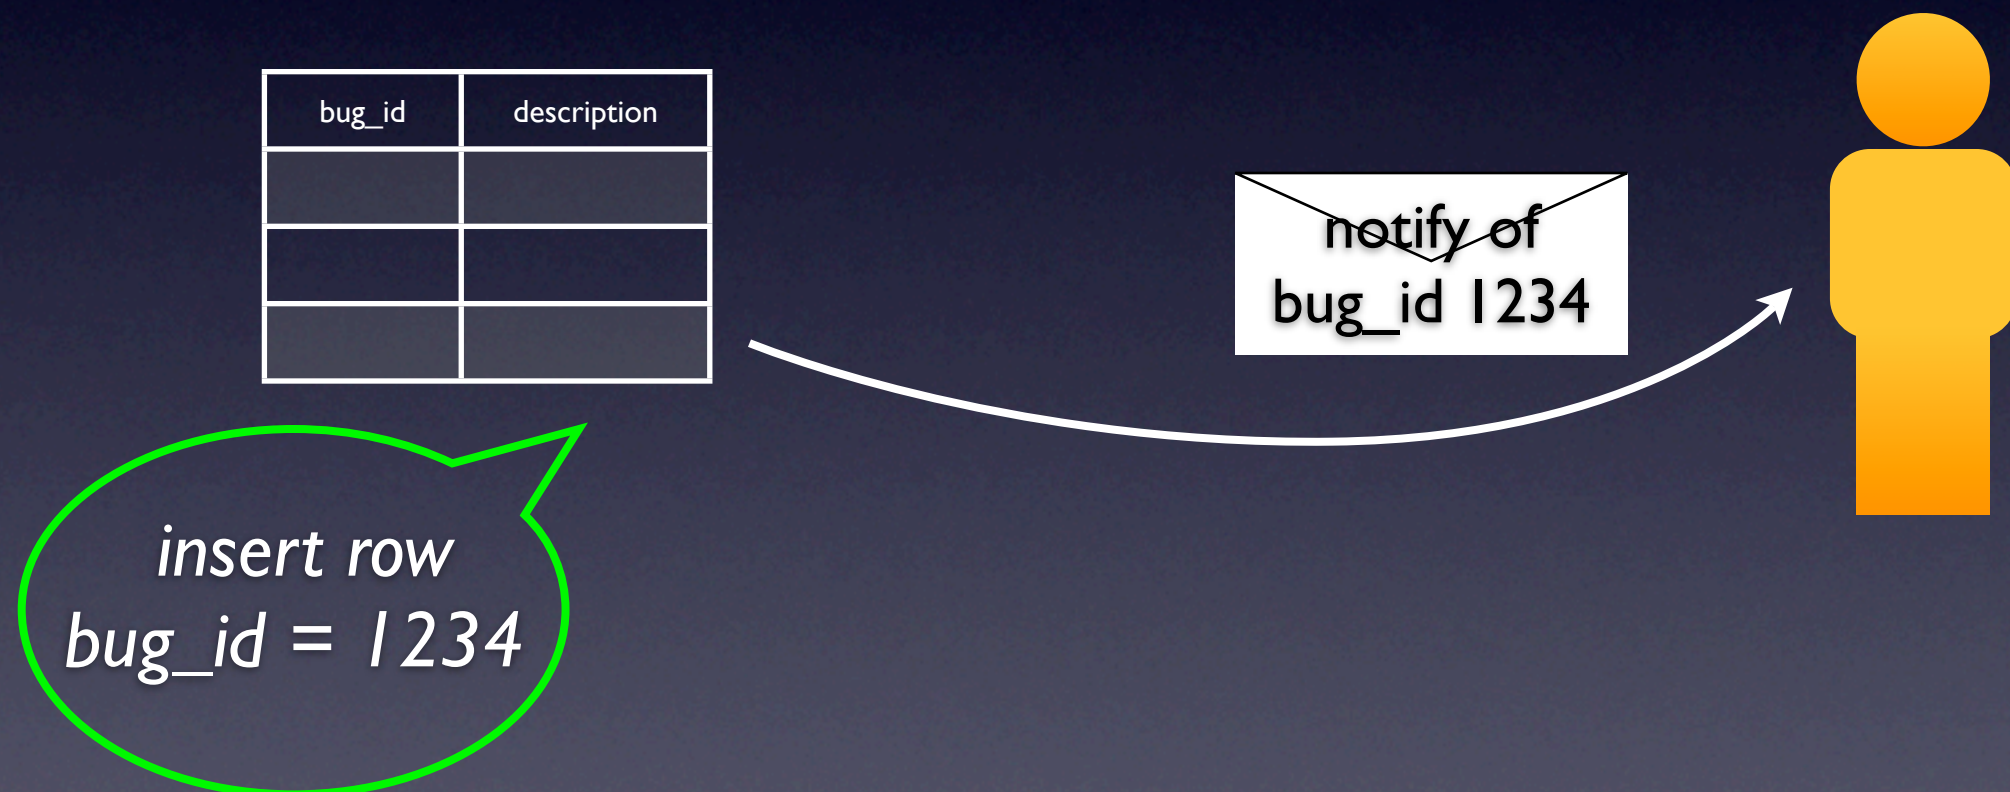 bug_id description
notify of
bug_id 1234
insert row
bug_id = 1234